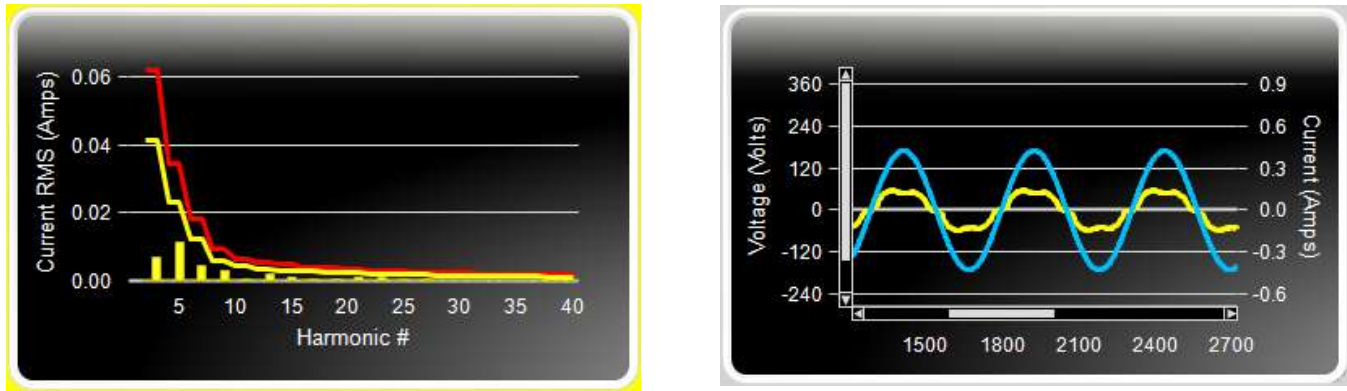 Current RMS (Amps)
0.06
0.04
0.02
0.00
5 10 15 20 25 30 35 40
Harmonic #
Voltage (Volts)
360
240
120
0
-120
-240
0.9
0.6
0.3
0.0
-0.3
-0.6
Current (Amps)
1500 1800 2100 2400 2700